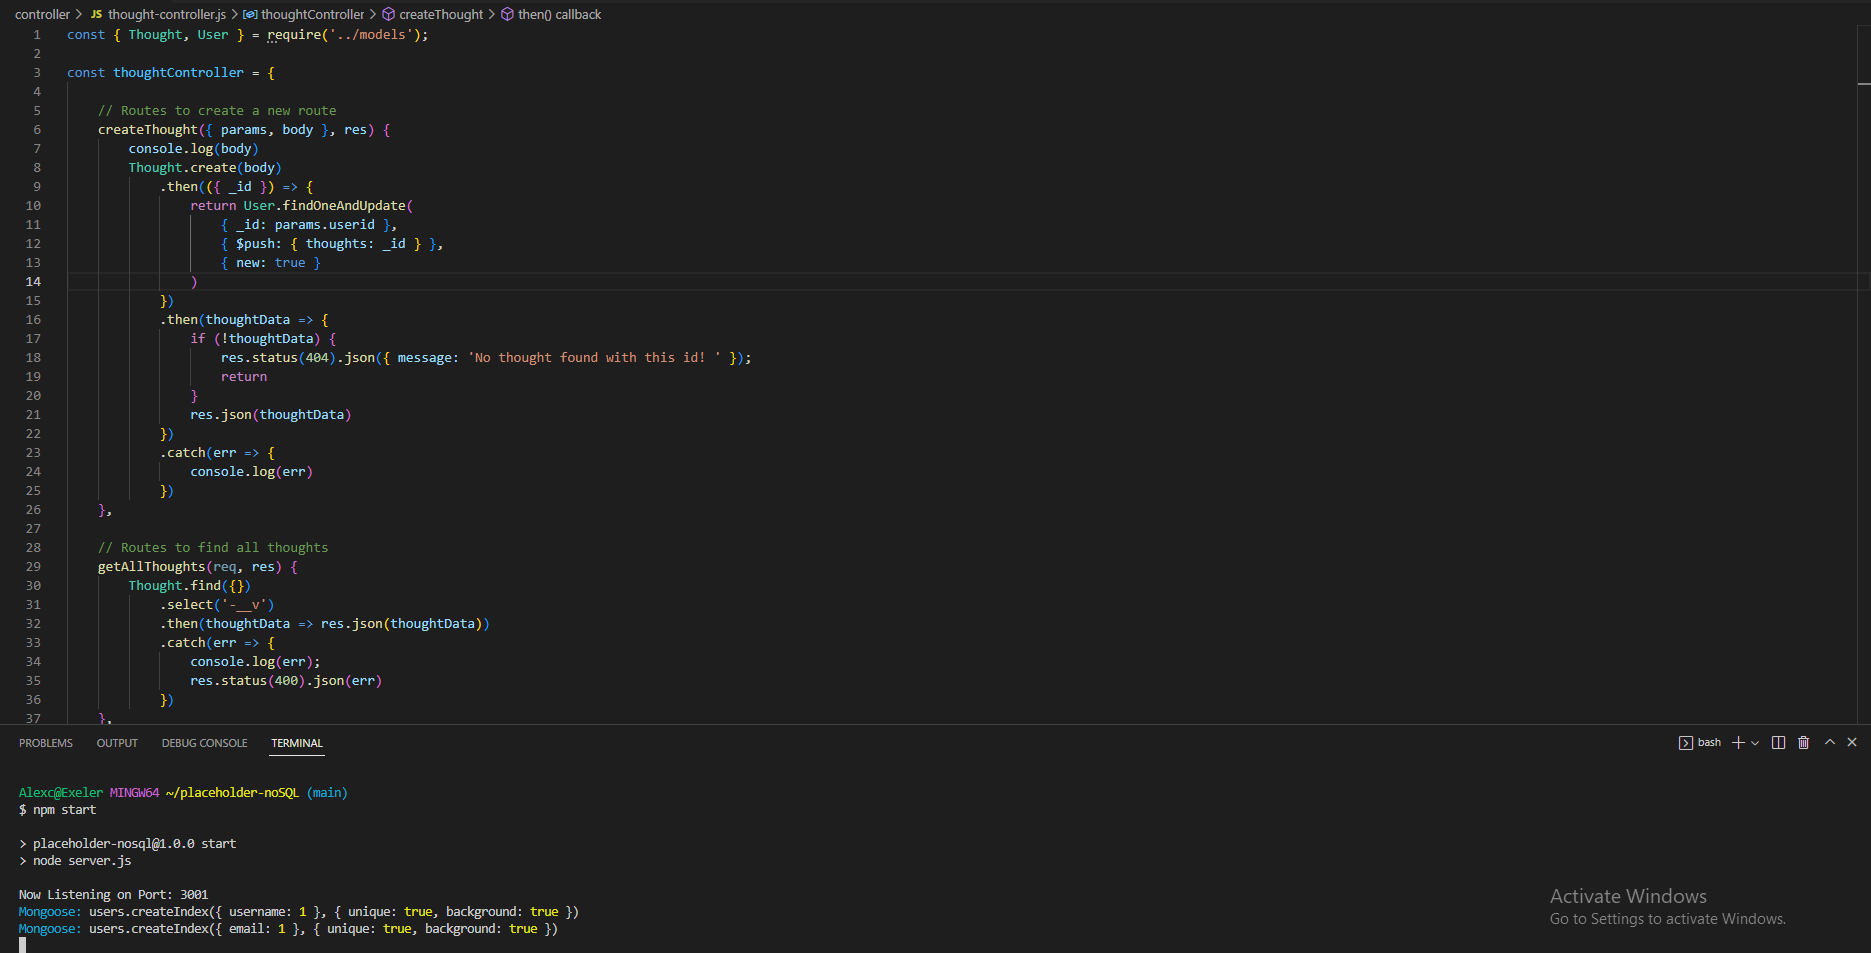 controller > JS thought-controller.js > thoughtController > createThought > then() callback
1 const { Thought, User } = require('../models');
2
3 const thoughtController = {
4
5 // Routes to create a new route
6 createThought({ params, body }, res) {
7 console.log(body)
8 Thought.create(body)
9 .then(({ _id }) => {
10 return User.findOneAndUpdate(
11 { _id: params.userid },
12 { $push: { thoughts: _id } },
13 { new: true }
14 )
15 })
16 .then(thoughtData => {
17 if (!thoughtData) {
18 res.status(404).json({ message: 'No thought found with this id! ' });
19 return
20 }
21 res.json(thoughtData)
22 })
23 .catch(err => {
24 console.log(err)
25 })
26 },
27
28 // Routes to find all thoughts
29 getAllThoughts(req, res) {
30 Thought.find({})
31 .select('-__v')
32 .then(thoughtData => res.json(thoughtData))
33 .catch(err => {
34 console.log(err);
35 res.status(400).json(err)
36 })
37 },
PROBLEMS OUTPUT DEBUG CONSOLE TERMINAL bash
Alexc@Exeler MINGW64 ~/placeholder-noSQL (main)
$ npm start
> placeholder-nosql@1.0.0 start
> node server.js
Now Listening on Port: 3001
Mongoose: users.createIndex({ username: 1 }, { unique: true, background: true })
Mongoose: users.createIndex({ email: 1 }, { unique: true, background: true })
Activate Windows
Go to Settings to activate Windows.